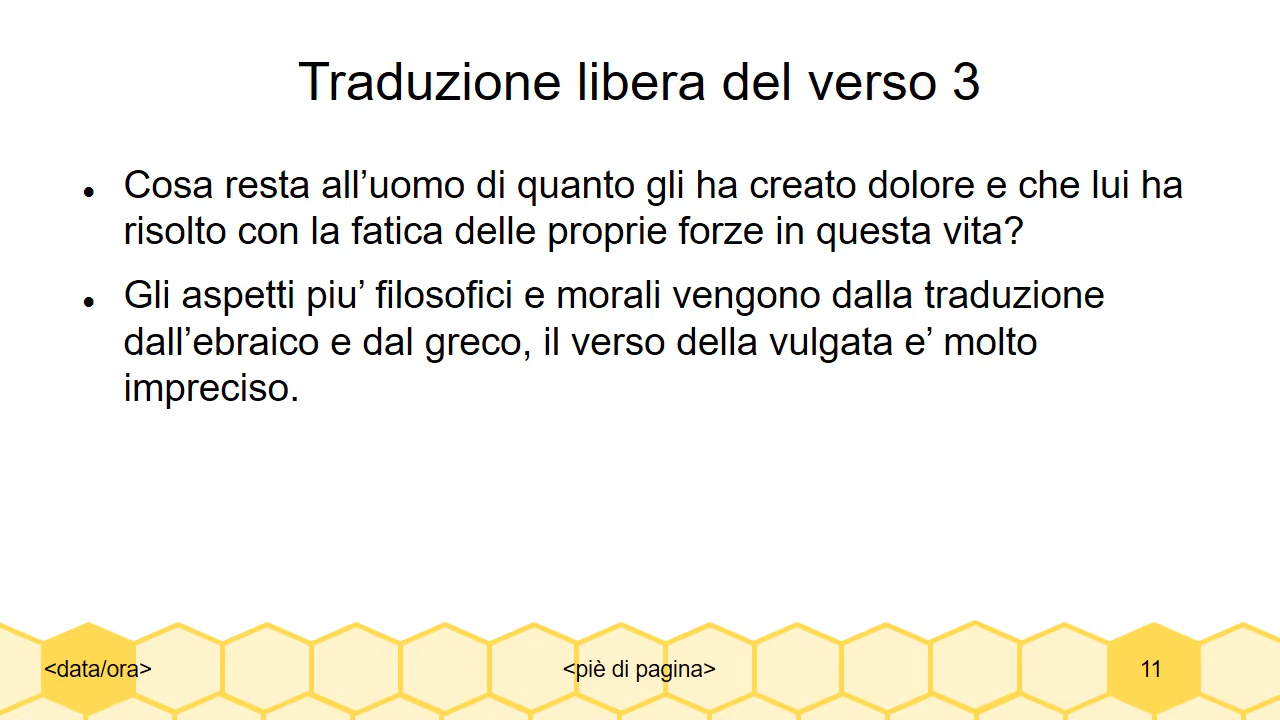 Traduzione libera del verso 3
● Cosa resta all’uomo di quanto gli ha creato dolore e che lui ha
risolto con la fatica delle proprie forze in questa vita?
● Gli aspetti piu’ filosofici e morali vengono dalla traduzione
dall’ebraico e dal greco, il verso della vulgata e’ molto
impreciso.
<data/ora>
<piè di pagina>
11